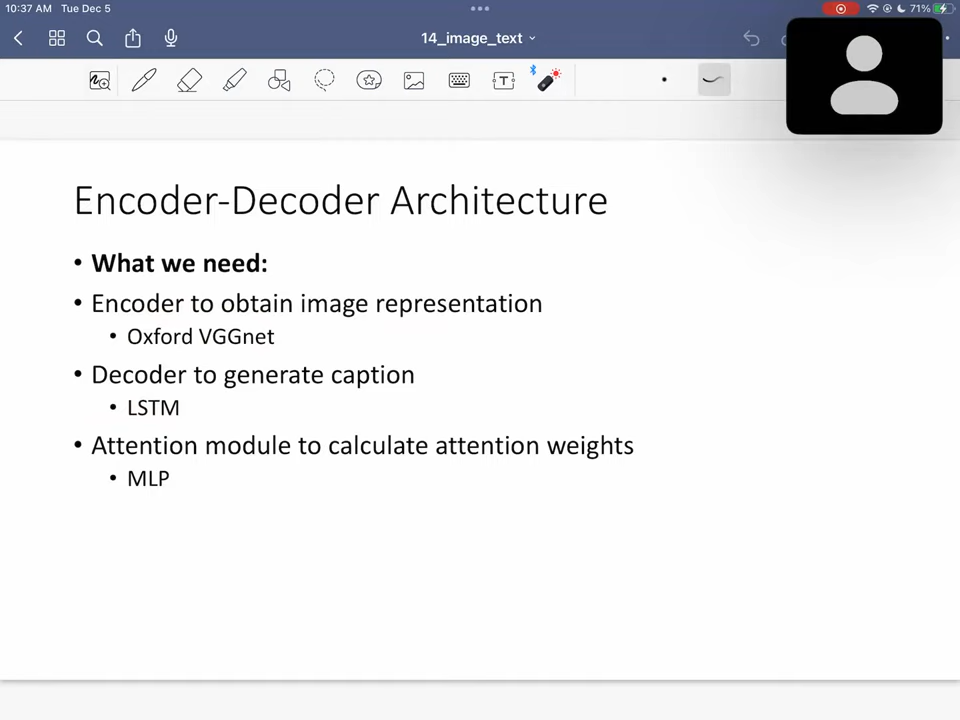 10:37 AM Tue Dec 5
71%
14_image_text
T
Encoder-Decoder Architecture
• What we need:
• Encoder to obtain image representation
• Oxford VGGnet
• Decoder to generate caption
• LSTM
• Attention module to calculate attention weights
• MLP